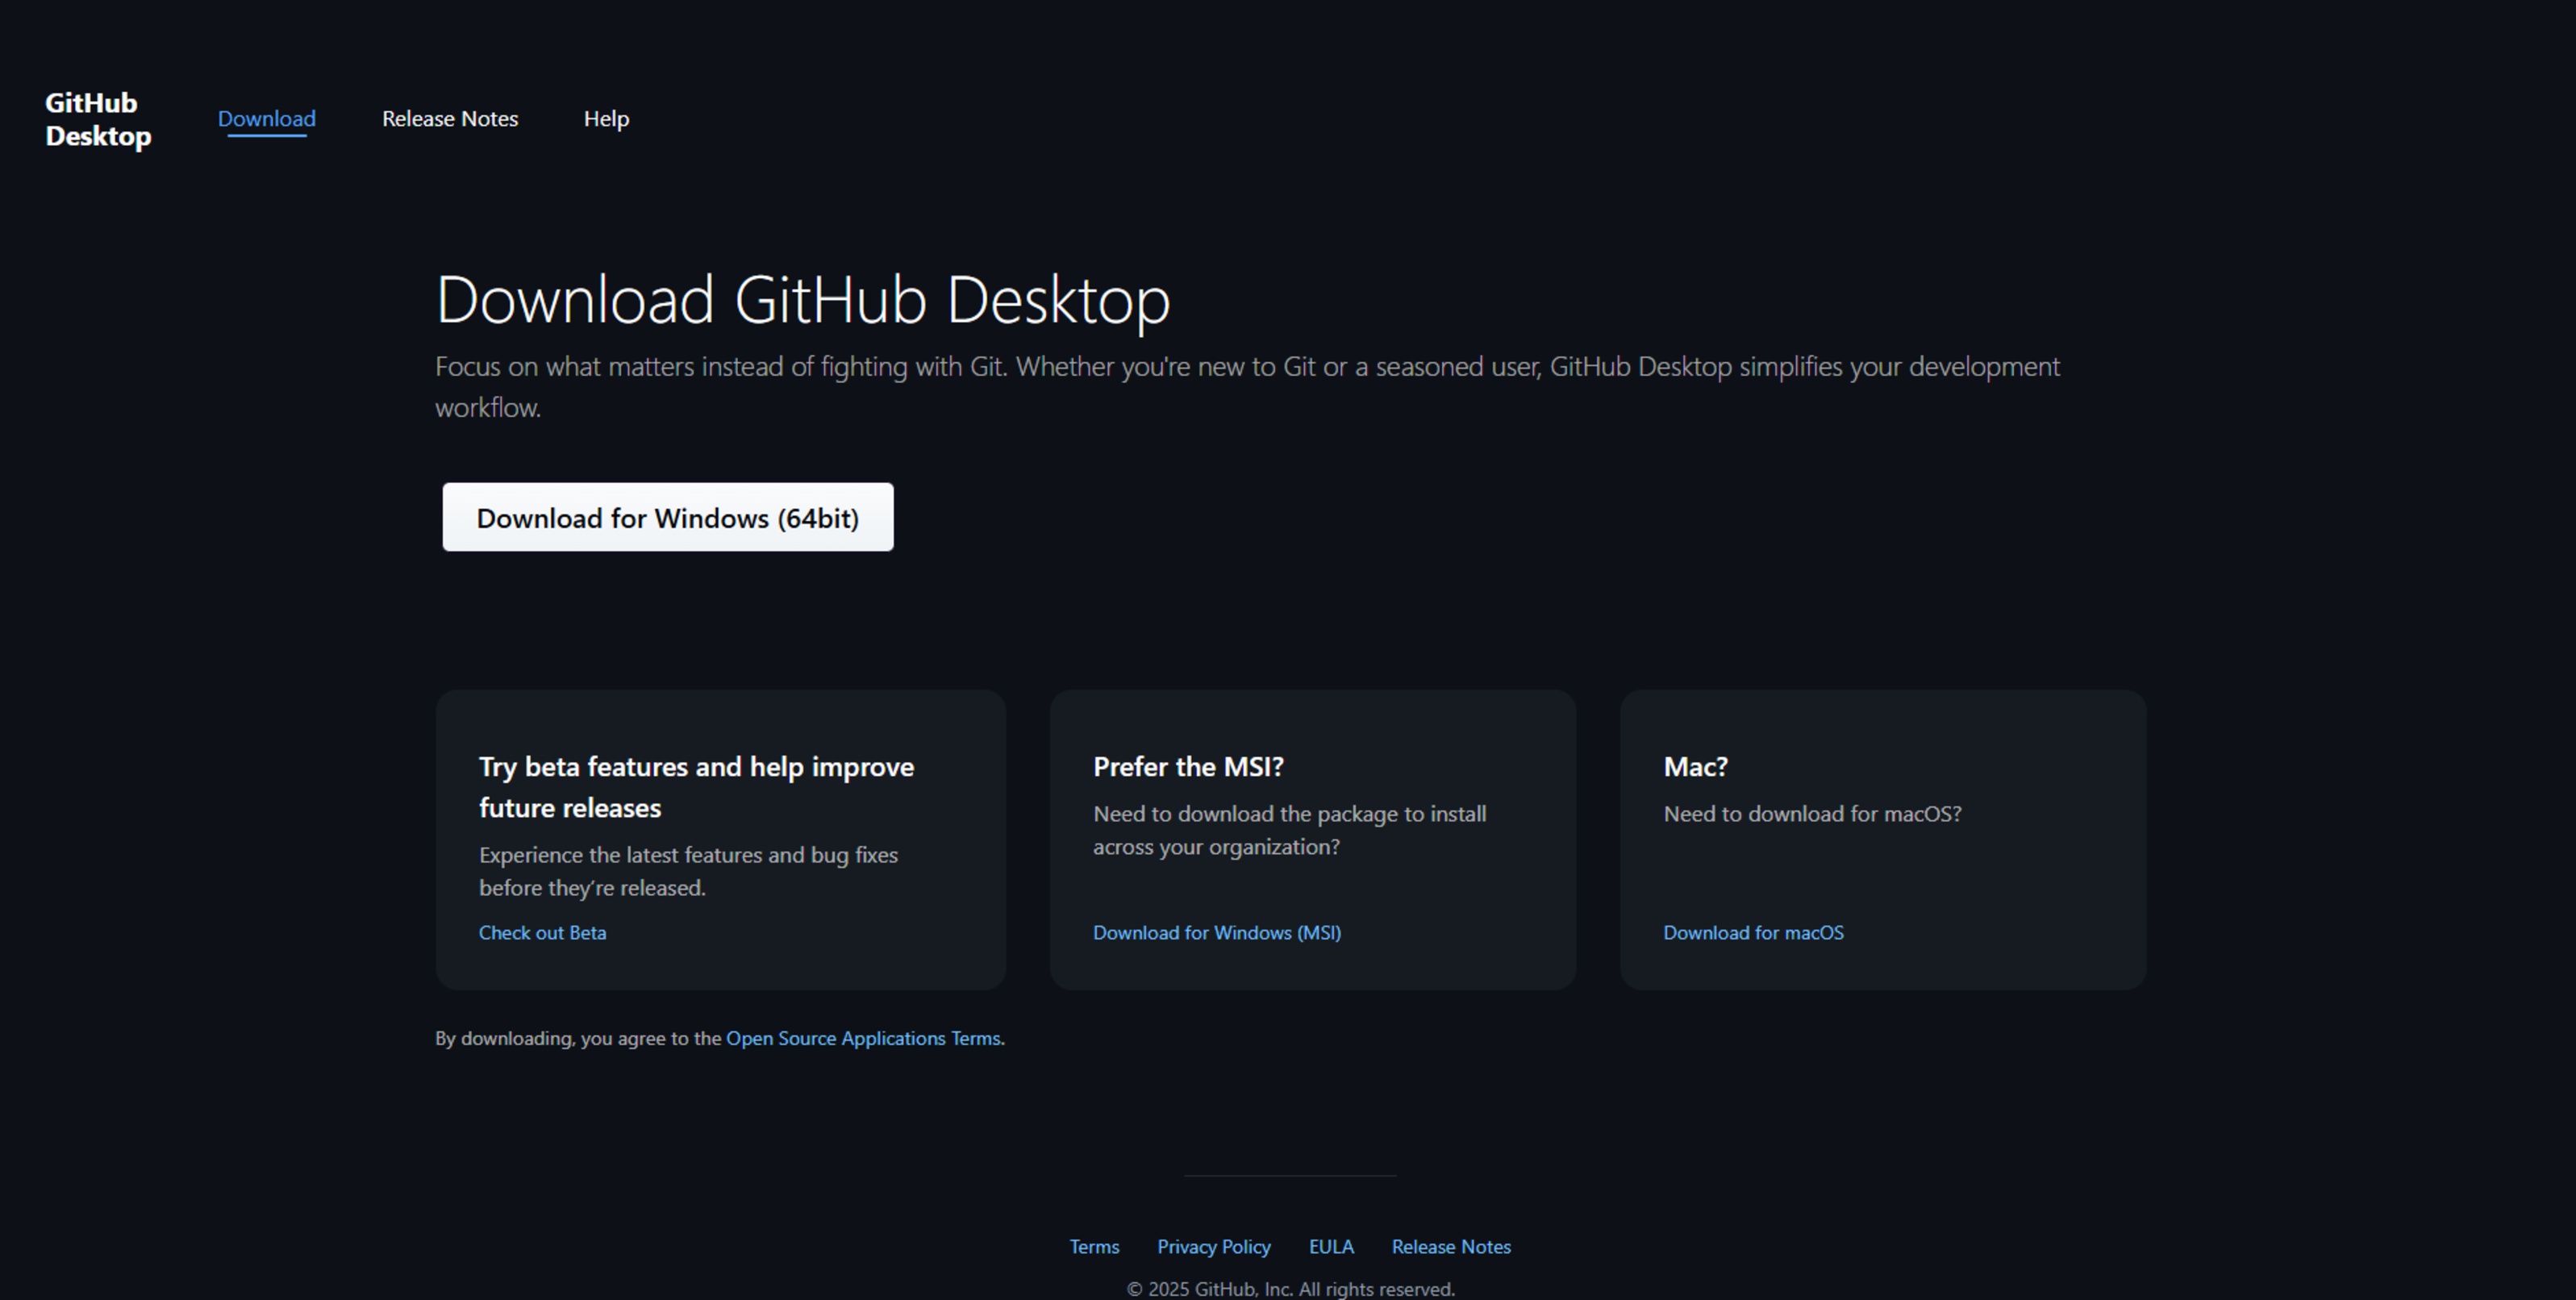 GitHub
Desktop
Download
Release Notes
Help
Download GitHub Desktop
Focus on what matters instead of fighting with Git. Whether you're new to Git or a seasoned user, GitHub Desktop simplifies your development
workflow.
Download for Windows (64bit)
Try beta features and help improve
future releases
Experience the latest features and bug fixes
before they’re released.
Check out Beta
Prefer the MSI?
Need to download the package to install
across your organization?
Download for Windows (MSI)
Mac?
Need to download for macOS?
Download for macOS
By downloading, you agree to the Open Source Applications Terms.
Terms
Privacy Policy
EULA
Release Notes
© 2025 GitHub, Inc. All rights reserved.